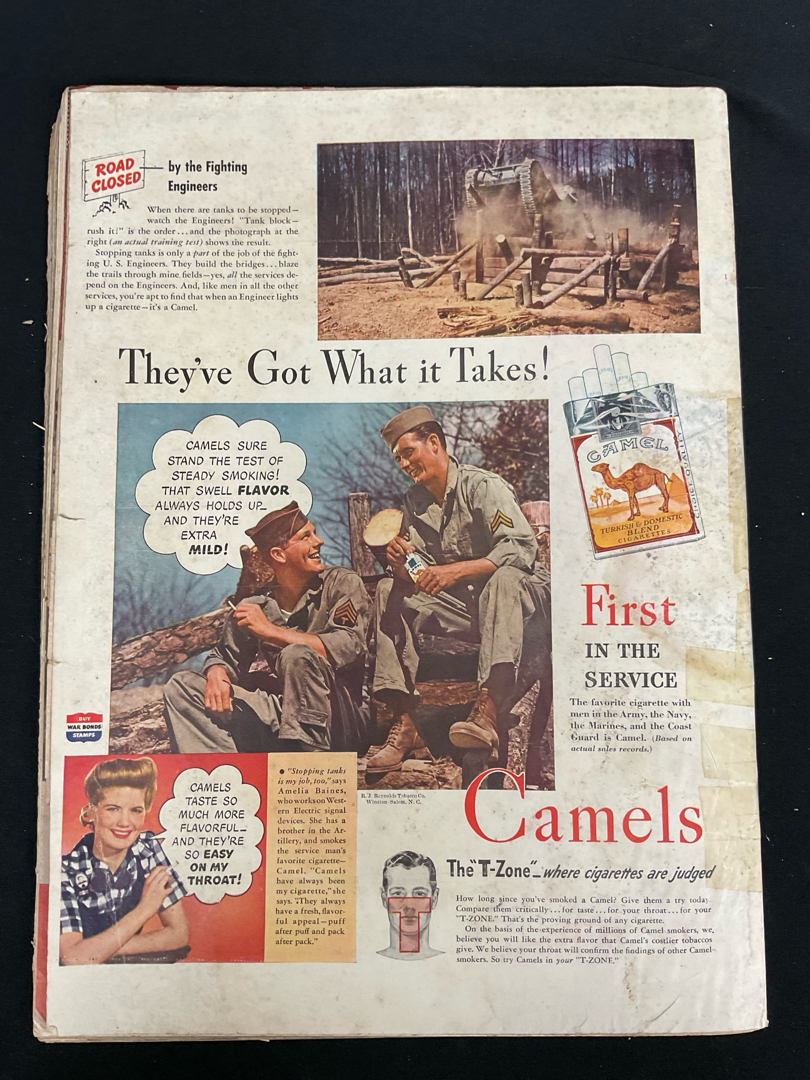 ROAD
CLOSED
by the Fighting
Engineers
When there are tanks to be stopped—
watch the Engineers! "Tank block—
rush it!" is the order...and the photograph at the
right (an actual training test) shows the result.
Stopping tanks is only a part of the job of the fight-
ing U. S. Engineers. They build the bridges...blaze
the trails through mine fields—yes, all the services de-
pend on the Engineers. And, like men in all the other
services, you're apt to find that when an Engineer lights
up a cigarette—it's a Camel.
They've Got What it Takes!
CAMELS SURE
STAND THE TEST OF
STEADY SMOKING!
THAT SWELL FLAVOR
ALWAYS HOLDS UP—
AND THEY'RE
EXTRA
MILD!
CAMEL
TURKISH & DOMESTIC
BLEND
CIGARETTES
CHOICE QUALITY
First
IN THE
SERVICE
The favorite cigarette with
men in the Army, the Navy,
the Marines, and the Coast
Guard is Camel. (Based on
actual sales records.)
BUY
WAR BONDS
STAMPS
CAMELS
TASTE SO
MUCH MORE
FLAVORFUL—
AND THEY'RE
SO EASY
ON MY
THROAT!
● "Stopping tanks
is my job, too," says
Amelia Baines,
who works on West-
ern Electric signal
devices. She has a
brother in the Ar-
tillery, and smokes
the service man's
favorite cigarette—
Camel. "Camels
have always been
my cigarette," she
says. "They always
have a fresh, flavor-
ful appeal—puff
after puff and pack
after pack."
R. J. Reynolds Tobacco Co.
Winston-Salem, N. C.
Camels
The "T-Zone"—where cigarettes are judged
How long since you've smoked a Camel? Give them a try today.
Compare them critically...for taste...for your throat...for your
"T-ZONE." That's the proving ground of any cigarette.
On the basis of the experience of millions of Camel smokers, we
believe you will like the extra flavor that Camel's costlier tobaccos
give. We believe your throat will confirm the findings of other Camel
smokers. So try Camels in your "T-ZONE."